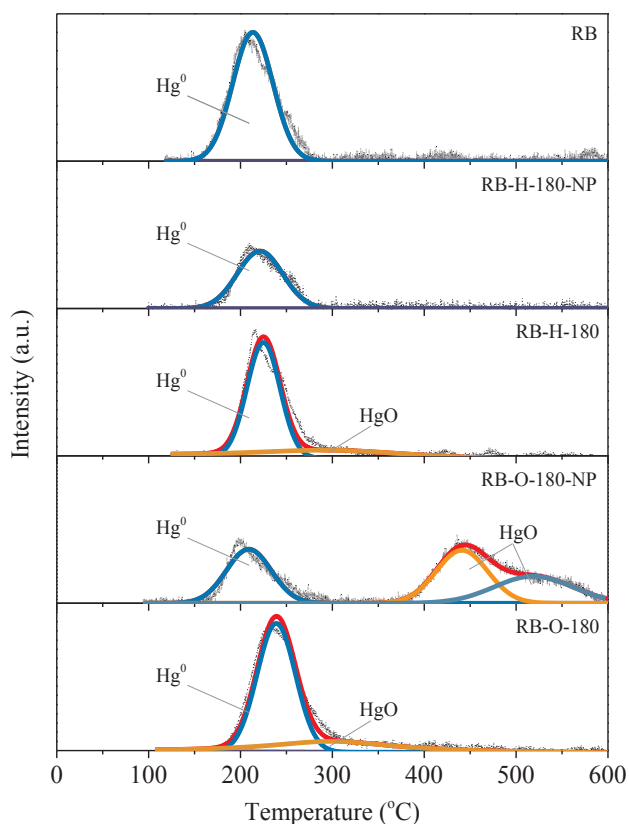 RB
Hg⁰
RB-H-180-NP
Hg⁰
RB-H-180
Hg⁰
HgO
RB-O-180-NP
Hg⁰
HgO
RB-O-180
Hg⁰
HgO
Intensity (a.u.)
0 100 200 300 400 500 600
Temperature (°C)